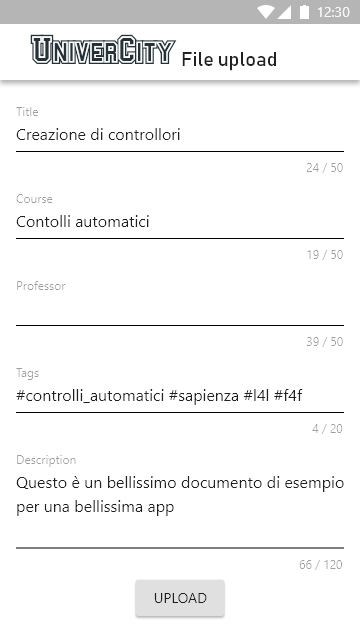 12:30
UNIVERCITY File upload
Title
Creazione di controllori
24 / 50
Course
Contolli automatici
19 / 50
Professor
39 / 50
Tags
#controlli_automatici #sapienza #l4l #f4f
4 / 20
Description
Questo è un bellissimo documento di esempio
per una bellissima app
66 / 120
UPLOAD